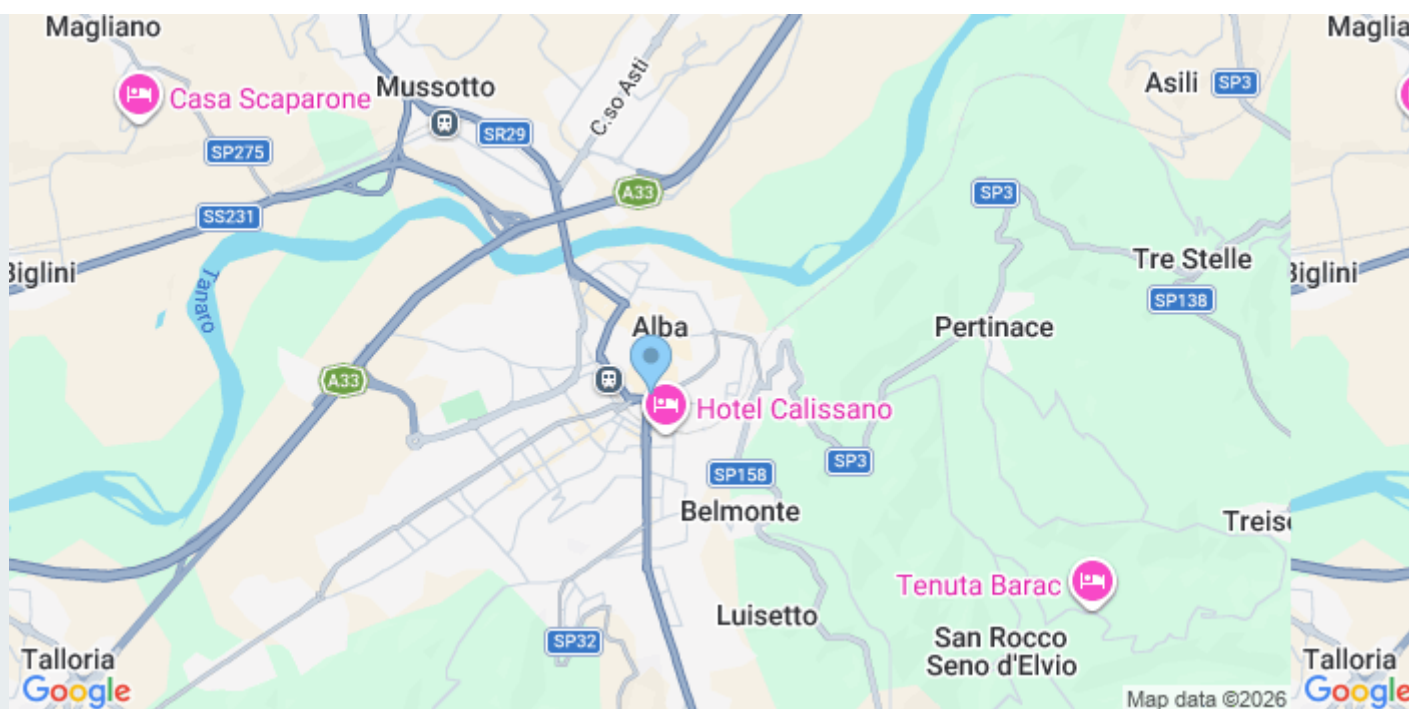 Magliano
Maglia
Mussotto
Casa Scaparone
C.so Asti
Asili
SP3
SR29
SP275
A33
SP3
SS231
Tre Stelle
Biglini
Biglini
Tanaro
SP138
Alba
Pertinace
A33
Hotel Calissano
SP3
SP158
Belmonte
Treis
Tenuta Barac
Luisetto
SP32
San Rocco
Seno d'Elvio
Talloria
Talloria
Google
Google
Map data ©2026